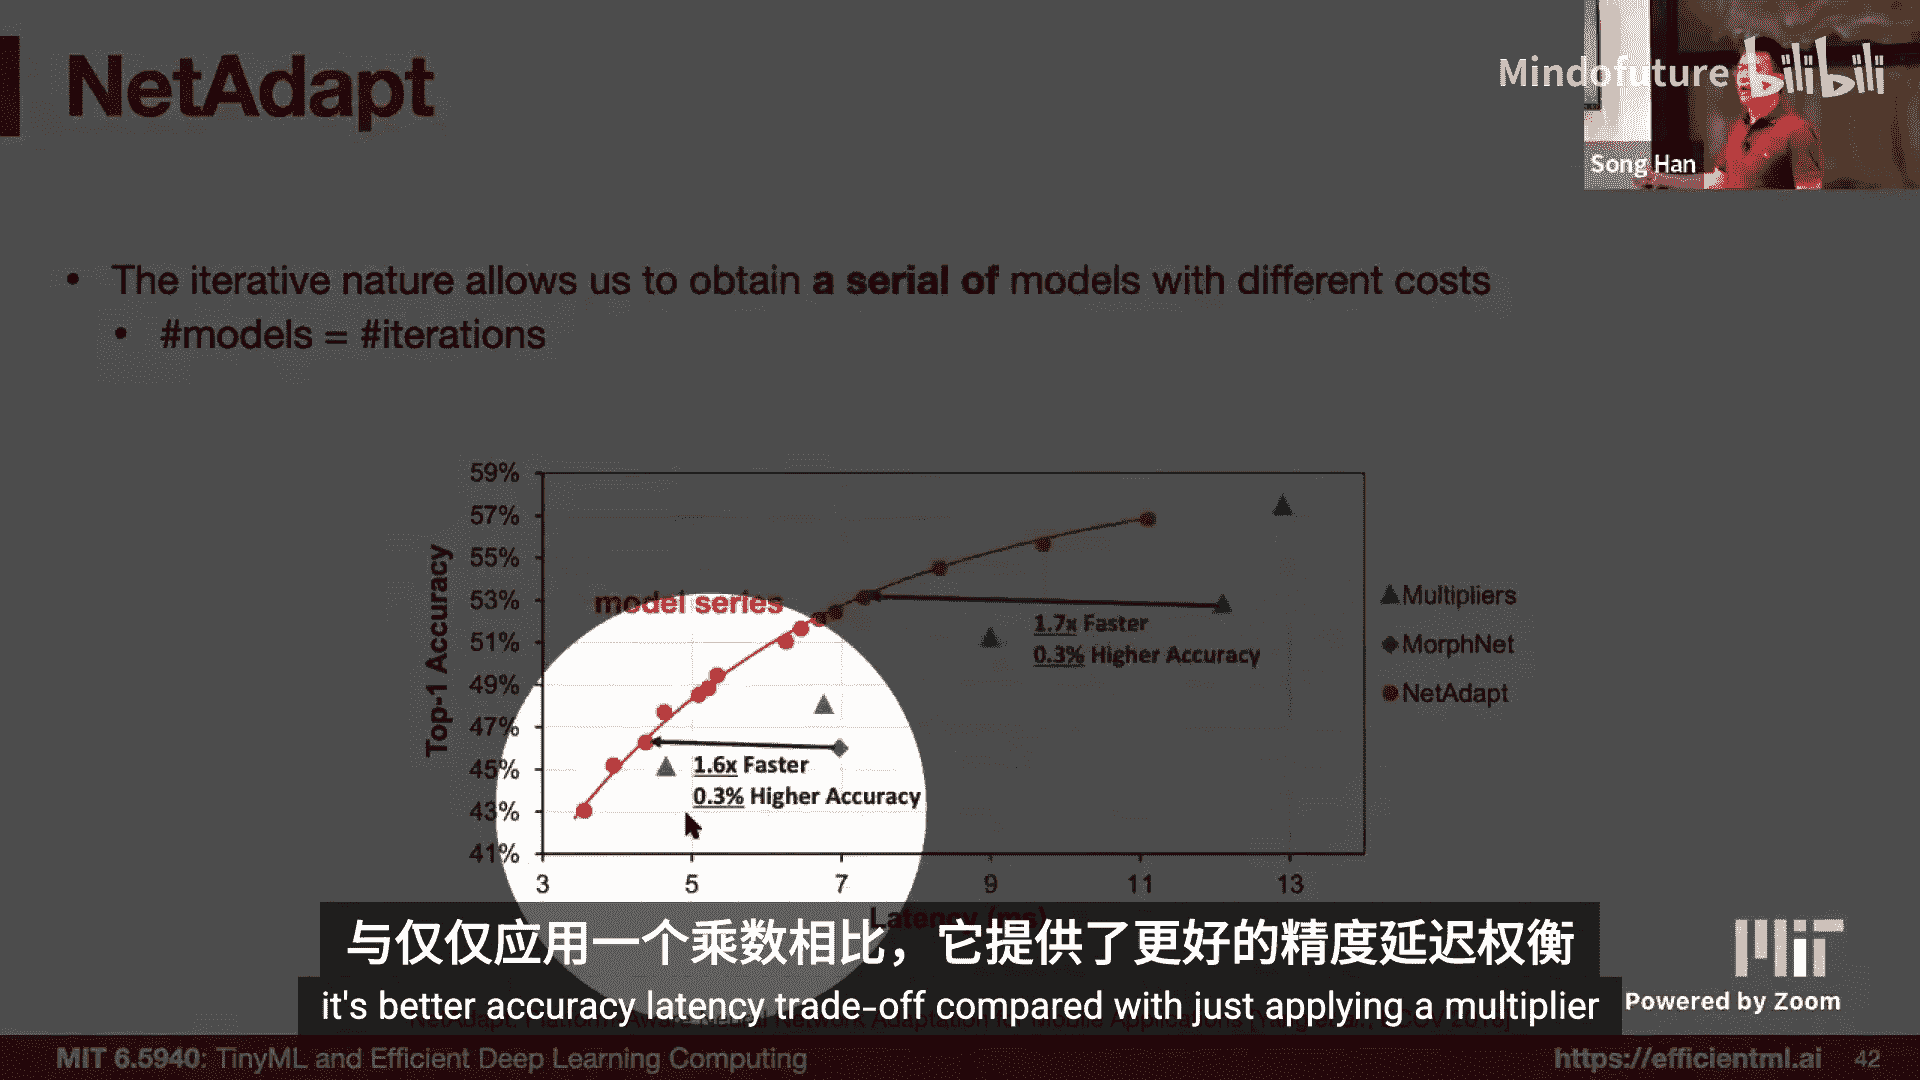 NetAdapt
Mindofuture bilibili
Song Han
• The iterative nature allows us to obtain a serial of models with different costs
• #models = #iterations
59%
57%
55%
53%
51%
49%
47%
45%
43%
41%
Top-1 Accuracy
model series
1.7x Faster
0.3% Higher Accuracy
1.6x Faster
0.3% Higher Accuracy
Multipliers
MorphNet
NetAdapt
3 5 7 9 11 13
Latency (ms)
与仅仅应用一个乘数相比，它提供了更好的精度延迟权衡
it's better accuracy latency trade-off compared with just applying a multiplier
MIT
Powered by Zoom
MIT 6.5940: TinyML and Efficient Deep Learning Computing
https://efficientml.ai
42